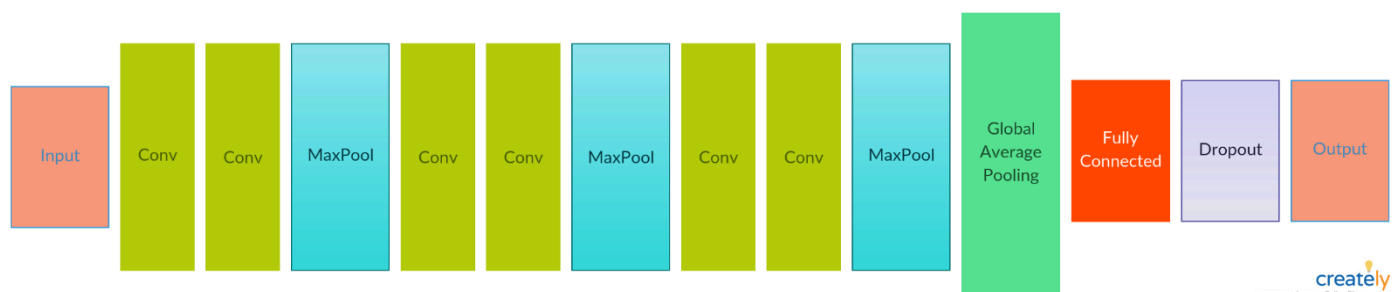 Input
Conv
Conv
MaxPool
Conv
Conv
MaxPool
Conv
Conv
MaxPool
Global
Average
Pooling
Fully
Connected
Dropout
Output
creately